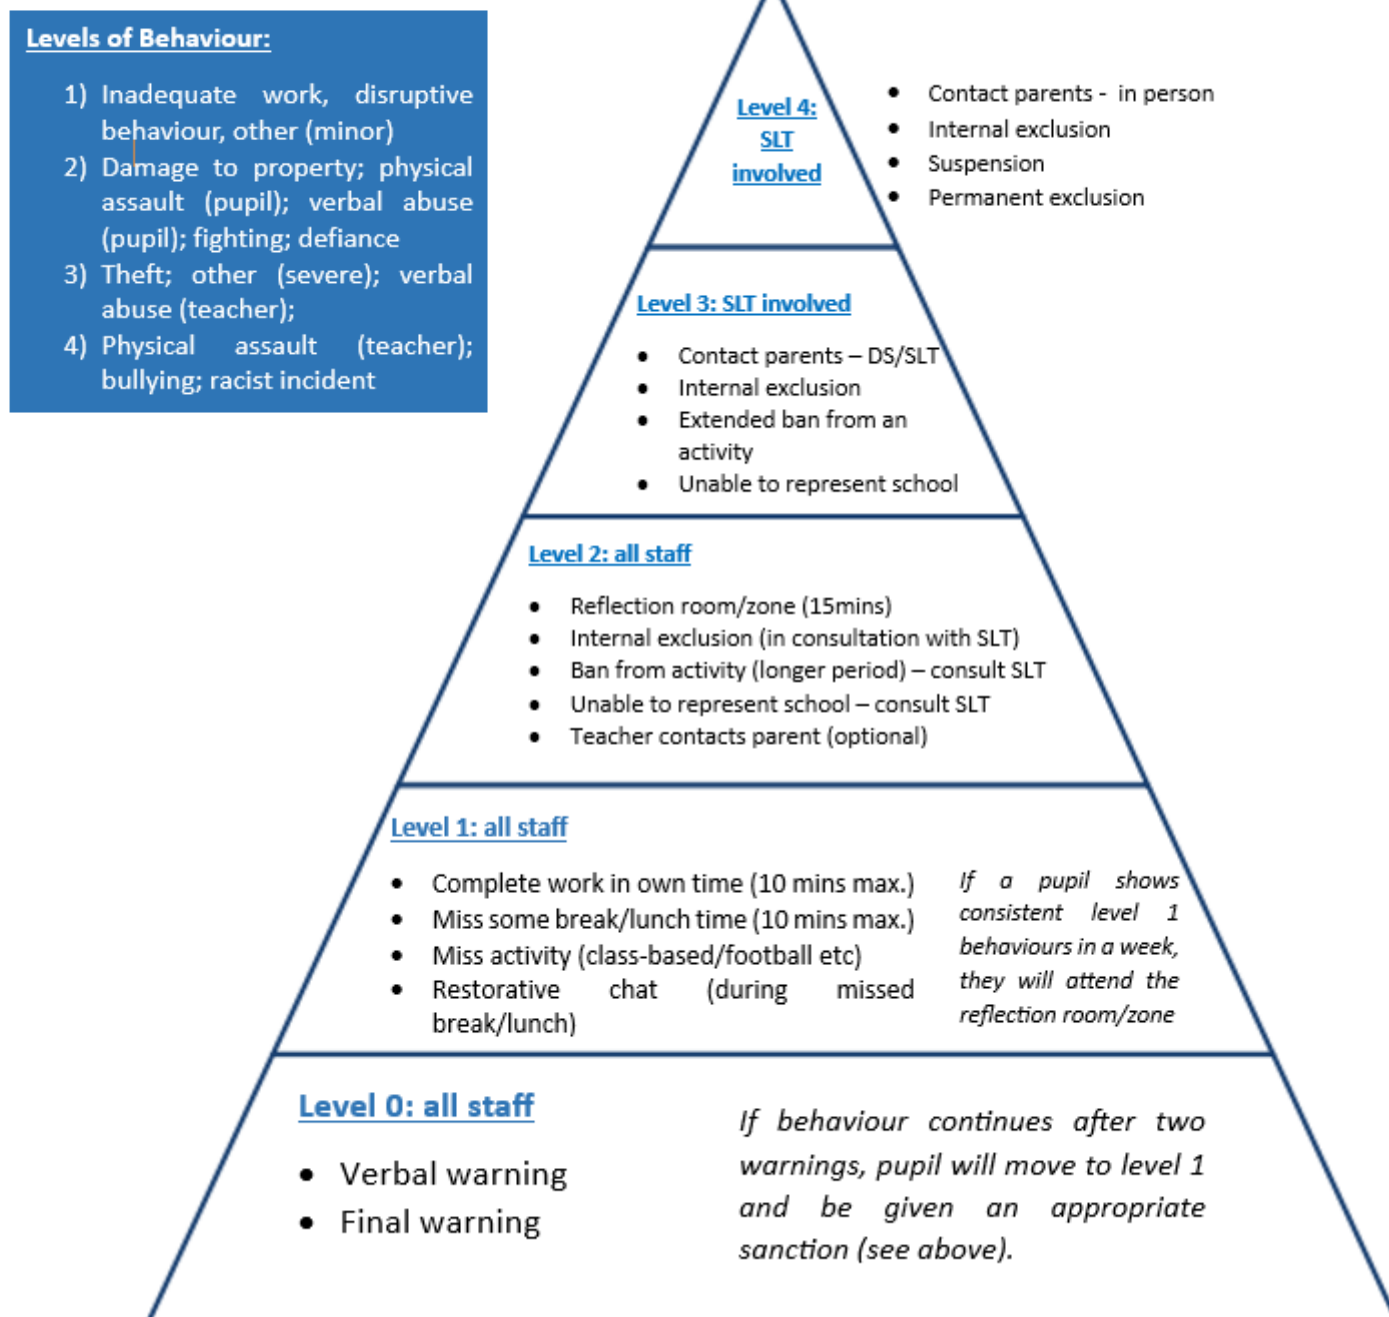 Levels of Behaviour:
1) Inadequate work, disruptive
behaviour, other (minor)
2) Damage to property; physical
assault (pupil); verbal abuse
(pupil); fighting; defiance
3) Theft; other (severe); verbal
abuse (teacher);
4) Physical assault (teacher);
bullying; racist incident
Level 4:
SLT
involved
• Contact parents - in person
• Internal exclusion
• Suspension
• Permanent exclusion
Level 3: SLT involved
• Contact parents – DS/SLT
• Internal exclusion
• Extended ban from an
activity
• Unable to represent school
Level 2: all staff
• Reflection room/zone (15mins)
• Internal exclusion (in consultation with SLT)
• Ban from activity (longer period) – consult SLT
• Unable to represent school – consult SLT
• Teacher contacts parent (optional)
Level 1: all staff
• Complete work in own time (10 mins max.)
• Miss some break/lunch time (10 mins max.)
• Miss activity (class-based/football etc)
• Restorative chat (during missed
break/lunch)
If a pupil shows
consistent level 1
behaviours in a week,
they will attend the
reflection room/zone
Level 0: all staff
• Verbal warning
• Final warning
If behaviour continues after two
warnings, pupil will move to level 1
and be given an appropriate
sanction (see above).